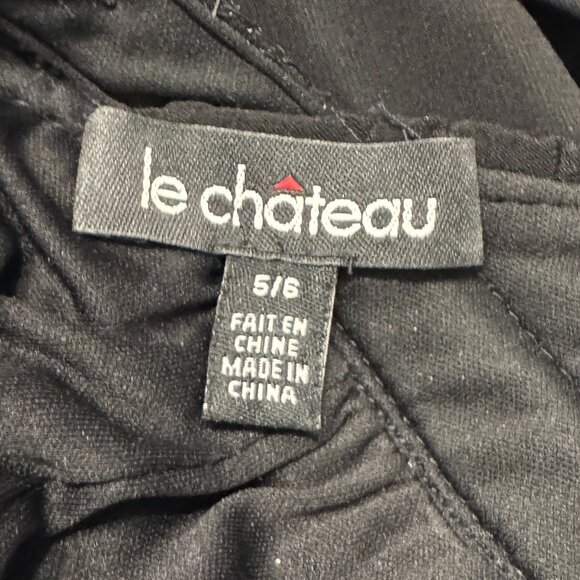 le château
5/6
FAIT EN
CHINE
MADE IN
CHINA